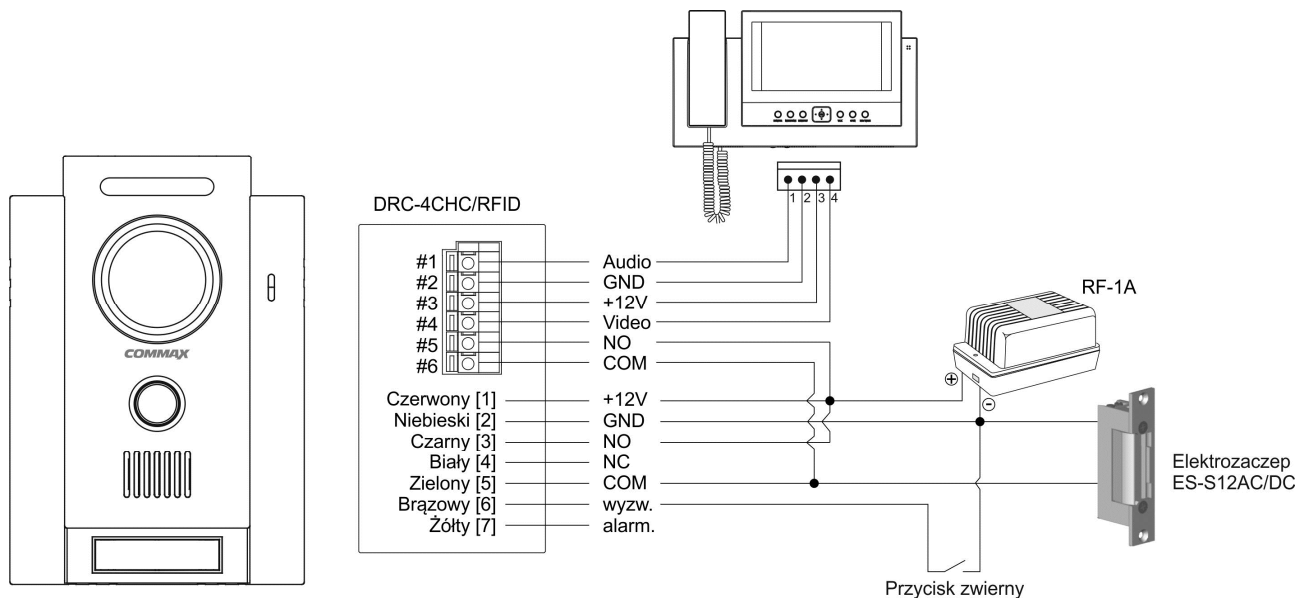 COMMAX
DRC-4CHC/RFID
1 2 3 4
#1 Audio
#2 GND
#3 +12V
#4 Video
#5 NO
#6 COM
RF-1A
+
−
Czerwony [1] +12V
Niebieski [2] GND
Czarny [3] NO
Biały [4] NC
Zielony [5] COM
Brązowy [6] wyzw.
Żółty [7] alarm.
Elektrozaczep
ES-S12AC/DC
Przycisk zwierny